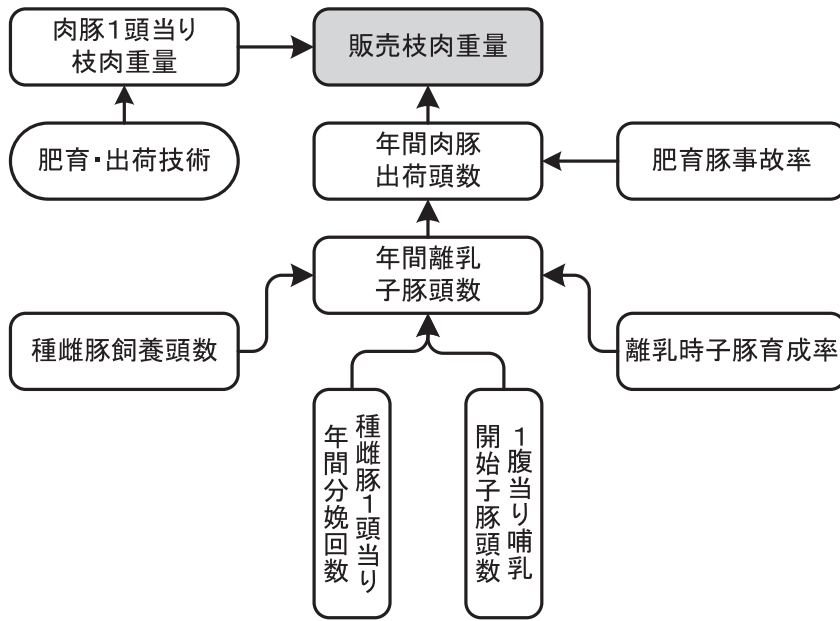 肉豚1頭当り
枝肉重量
販売枝肉重量
肥育・出荷技術
年間肉豚
出荷頭数
肥育豚事故率
年間離乳
子豚頭数
種雌豚飼養頭数
離乳時子豚育成率
種雌豚1頭当り
年間分娩回数
1腹当り哺乳
開始子豚頭数